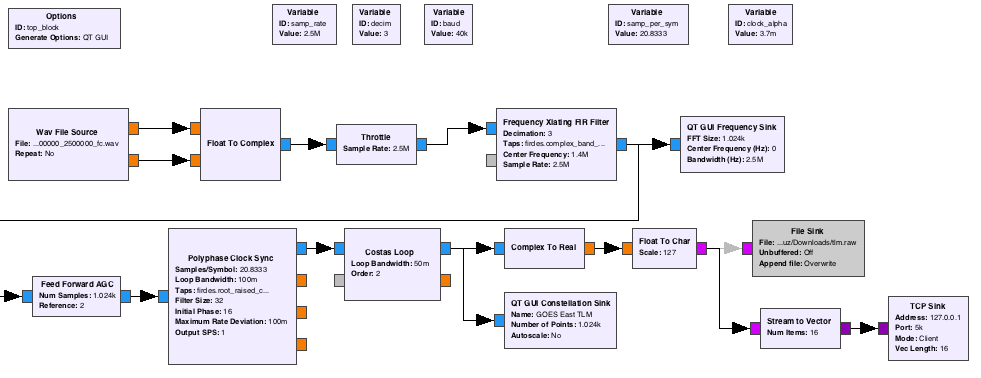 Options
ID: top_block
Generate Options: QT GUI
Variable
ID: samp_rate
Value: 2.5M
Variable
ID: decim
Value: 3
Variable
ID: baud
Value: 40k
Variable
ID: samp_per_sym
Value: 20.8333
Variable
ID: clock_alpha
Value: 3.7m
Wav File Source
File: ...00000_2500000_fc.wav
Repeat: No
Float To Complex
Throttle
Sample Rate: 2.5M
Frequency Xlating FIR Filter
Decimation: 3
Taps: firdes.complex_band_...
Center Frequency: 1.4M
Sample Rate: 2.5M
QT GUI Frequency Sink
FFT Size: 1.024k
Center Frequency (Hz): 0
Bandwidth (Hz): 2.5M
Feed Forward AGC
Num Samples: 1.024k
Reference: 2
Polyphase Clock Sync
Samples/Symbol: 20.8333
Loop Bandwidth: 100m
Taps: firdes.root_raised_c...
Filter Size: 32
Initial Phase: 16
Maximum Rate Deviation: 100m
Output SPS: 1
Costas Loop
Loop Bandwidth: 50m
Order: 2
Complex To Real
Float To Char
Scale: 127
File Sink
File: ...uz/Downloads/tlm.raw
Unbuffered: Off
Append file: Overwrite
QT GUI Constellation Sink
Name: GOES East TLM
Number of Points: 1.024k
Autoscale: No
Stream to Vector
Num Items: 16
TCP Sink
Address: 127.0.0.1
Port: 5k
Mode: Client
Vec Length: 16